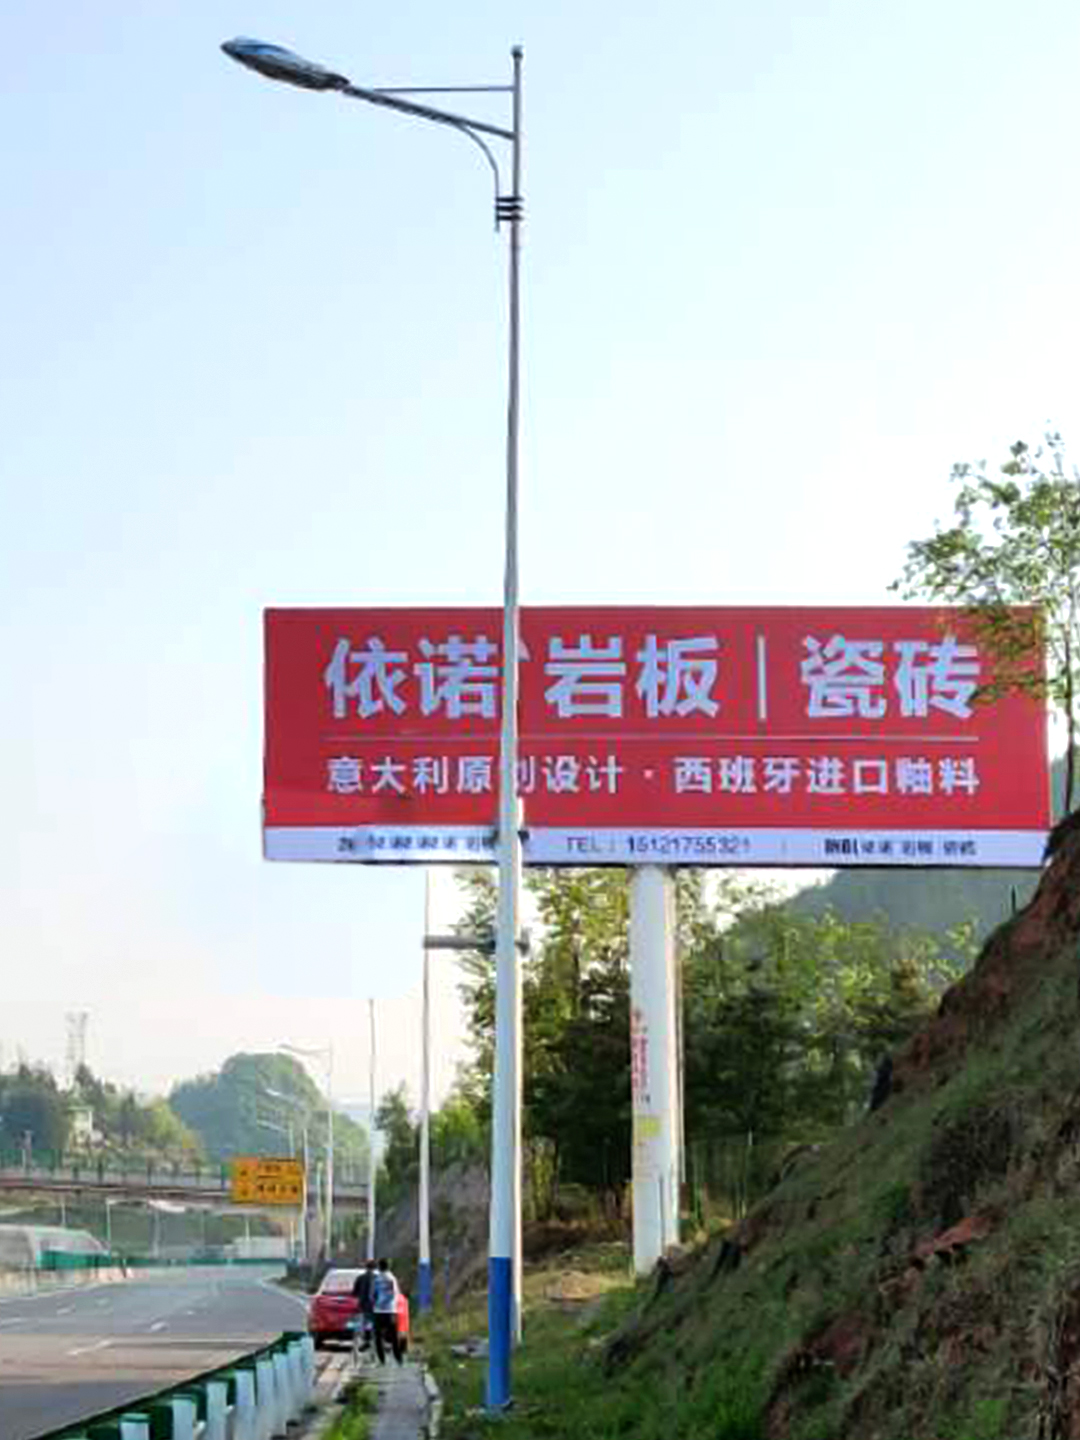 依诺 岩板 | 瓷砖
意大利原创设计 · 西班牙进口釉料
TEL: 15121755321